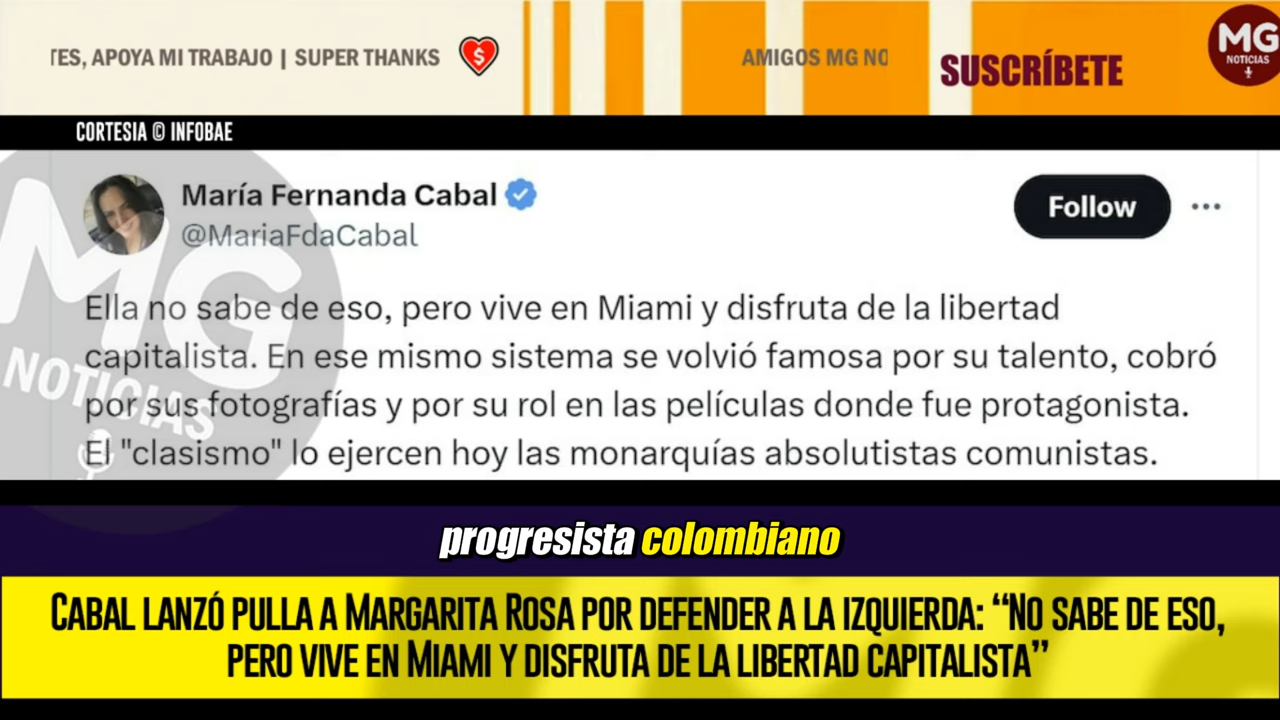 TES, APOYA MI TRABAJO | SUPER THANKS
AMIGOS MG NO
SUSCRÍBETE
MG
NOTICIAS
CORTESIA © INFOBAE
MG
NOTICIAS
María Fernanda Cabal
@MariaFdaCabal
Follow
Ella no sabe de eso, pero vive en Miami y disfruta de la libertad
capitalista. En ese mismo sistema se volvió famosa por su talento, cobró
por sus fotografías y por su rol en las películas donde fue protagonista.
El "clasismo" lo ejercen hoy las monarquías absolutistas comunistas.
progresista colombiano
CABAL LANZÓ PULLA A MARGARITA ROSA POR DEFENDER A LA IZQUIERDA: “NO SABE DE ESO,
PERO VIVE EN MIAMI Y DISFRUTA DE LA LIBERTAD CAPITALISTA”